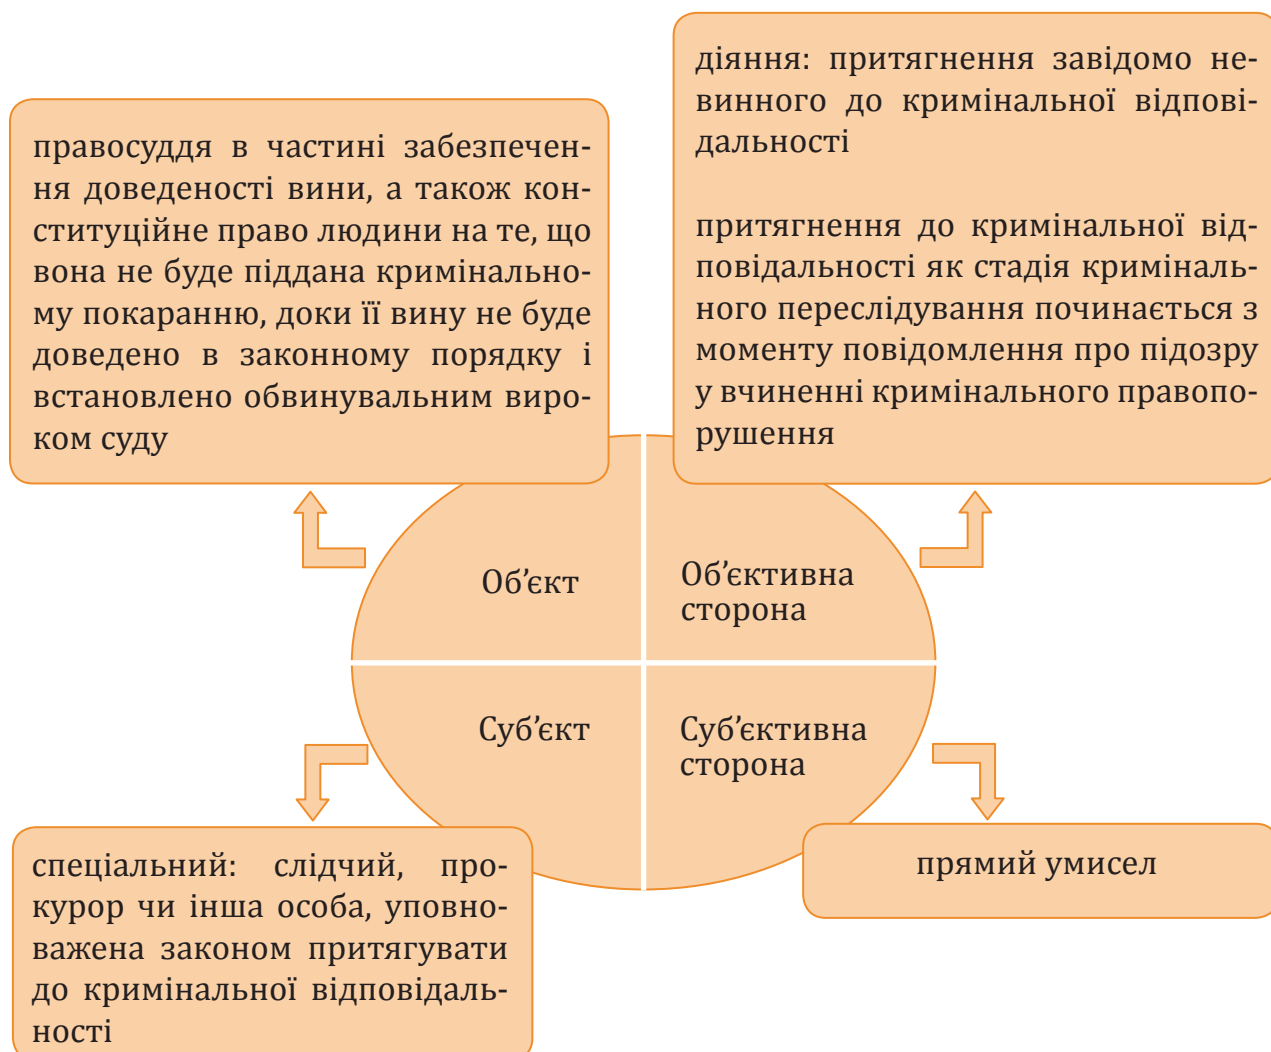 правосуддя в частині забезпечен-
ня доведеності вини, а також кон-
ституційне право людини на те, що
вона не буде піддана кримінально-
му покаранню, доки її вину не буде
доведено в законному порядку і
встановлено обвинувальним виро-
ком суду
діяння: притягнення завідомо не-
винного до кримінальної відпові-
дальності
притягнення до кримінальної від-
повідальності як стадія криміналь-
ного переслідування починається з
моменту повідомлення про підозру
у вчиненні кримінального правопо-
рушення
Об’єкт
Об’єктивна
сторона
Суб’єкт
Суб’єктивна
сторона
спеціальний: слідчий, про-
курор чи інша особа, уповно-
важена законом притягувати
до кримінальної відповідаль-
ності
прямий умисел